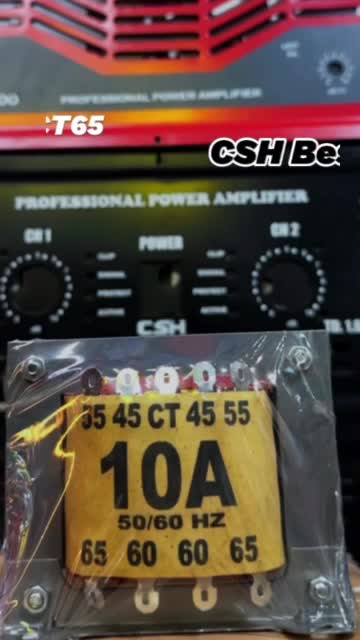 PROFESSIONAL POWER AMPLIFIER
CT65
CSH Be
PROFESSIONAL POWER AMPLIFIER
CH 1
POWER
CH 2
CLIP
SIGNAL
PROTECT
ACTIVE
CLIP
SIGNAL
PROTECT
ACTIVE
CSH
55 45 CT 45 55
10A
50/60 HZ
65 60 60 65